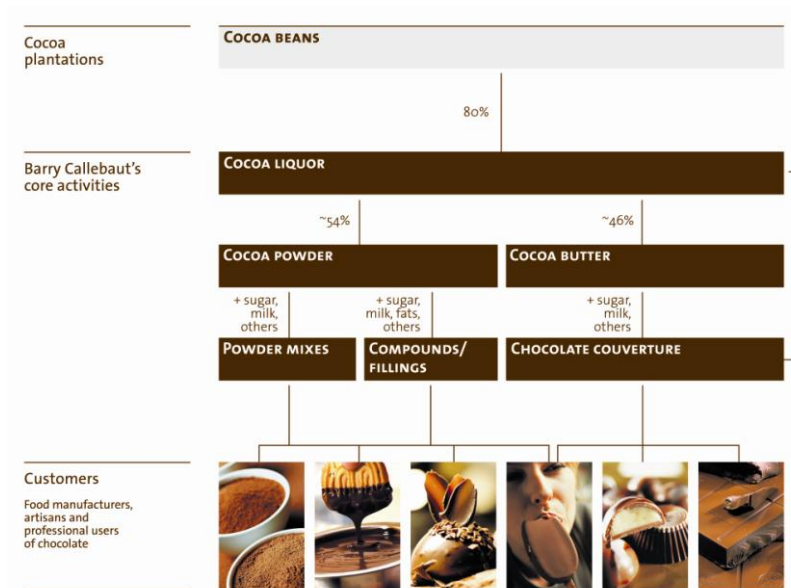 Cocoa
plantations
COCOA BEANS
80%
Barry Callebaut's
core activities
COCOA LIQUOR
~54%
~46%
COCOA POWDER
COCOA BUTTER
+ sugar,
milk,
others
+ sugar,
milk, fats,
others
+ sugar,
milk,
others
POWDER MIXES
COMPOUNDS/
FILLINGS
CHOCOLATE COUVERTURE
Customers
Food manufacturers,
artisans and
professional users
of chocolate